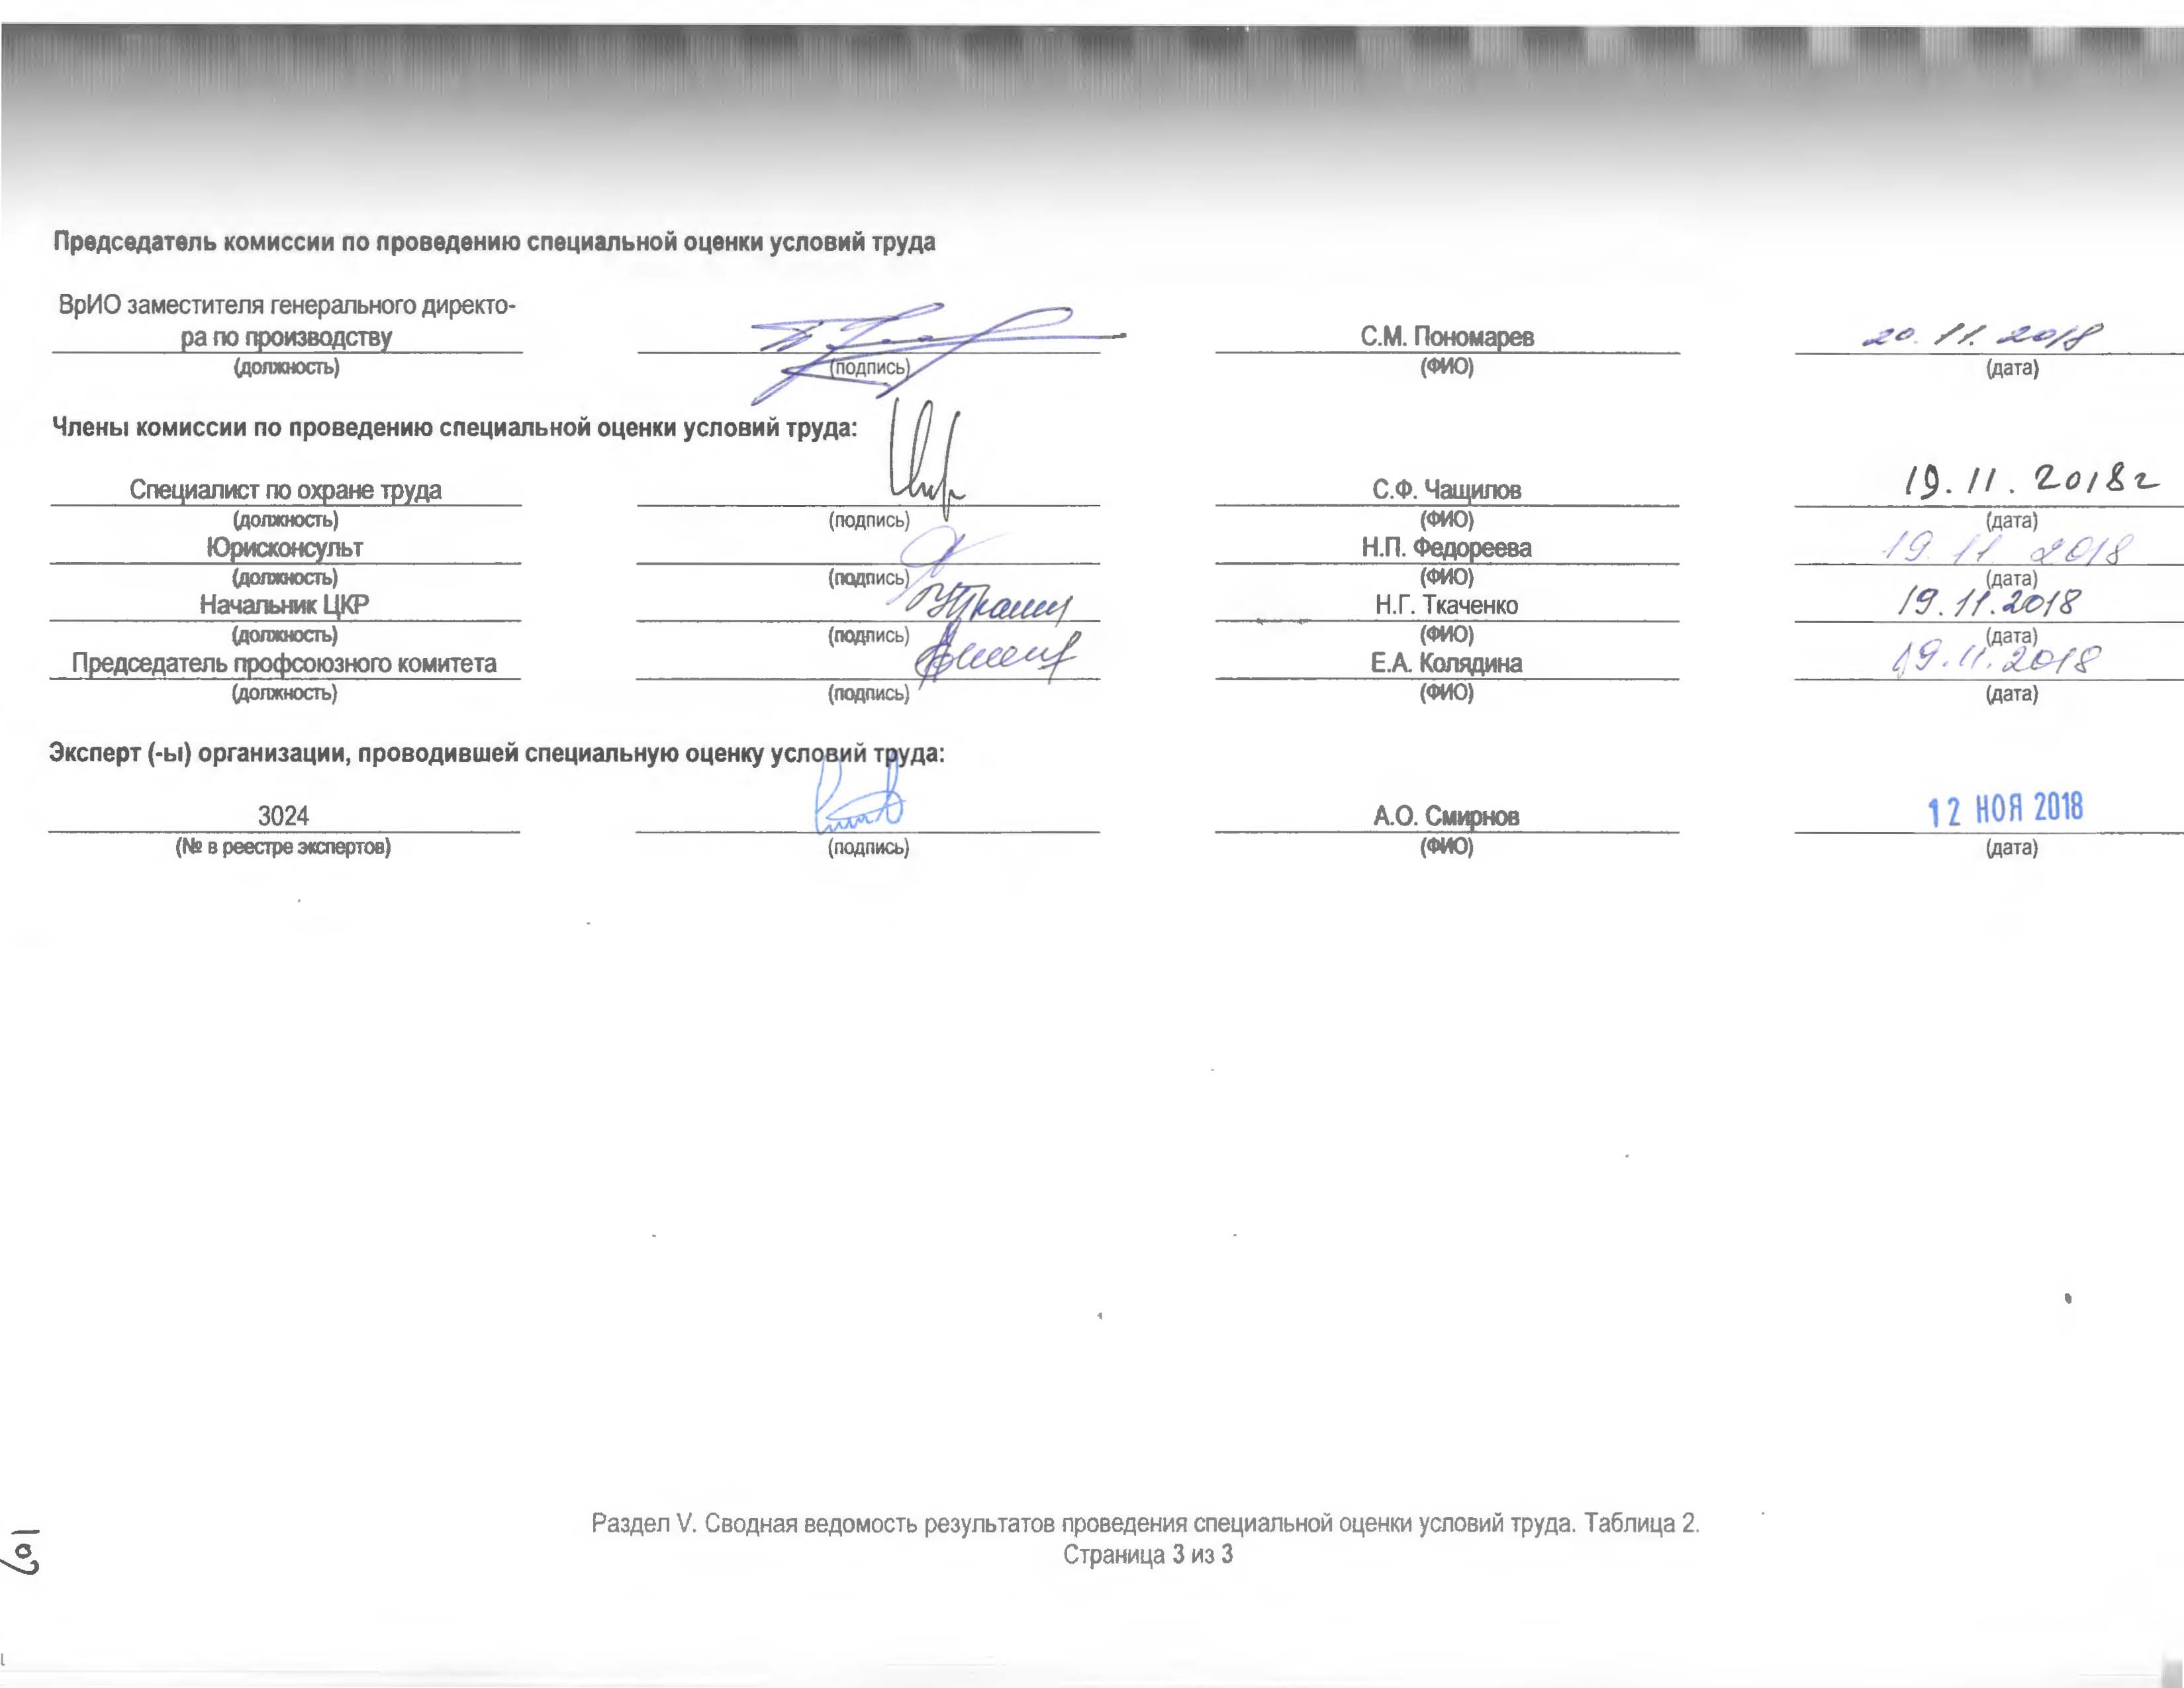 Председатель комиссии по проведению специальной оценки условий труда
ВрИО заместителя генерального директо-
ра по производству С.М. Пономарев 20.11.2018
(должность) (подпись) (ФИО) (дата)
Члены комиссии по проведению специальной оценки условий труда:
Специалист по охране труда С.Ф. Чащилов 19.11.2018г
(должность) (подпись) (ФИО) (дата)
Юрисконсульт Н.П. Федореева 19.11 2018
(должность) (подпись) (ФИО) (дата)
Начальник ЦКР Н.Г. Ткаченко 19.11.2018
(должность) (подпись) (ФИО) (дата)
Председатель профсоюзного комитета Е.А. Колядина 19.11.2018
(должность) (подпись) (ФИО) (дата)
Эксперт (-ы) организации, проводившей специальную оценку условий труда:
3024 А.О. Смирнов 12 НОЯ 2018
(№ в реестре экспертов) (подпись) (ФИО) (дата)
Раздел V. Сводная ведомость результатов проведения специальной оценки условий труда. Таблица 2.
Страница 3 из 3